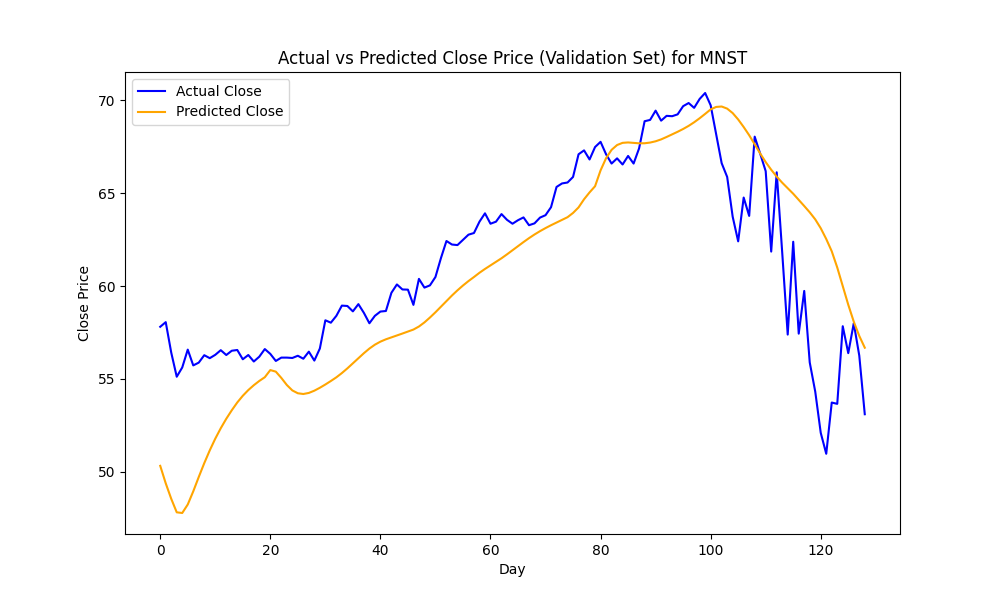 Actual vs Predicted Close Price (Validation Set) for MNST
Actual Close
Predicted Close
Close Price
70
65
60
55
50
0 20 40 60 80 100 120
Day